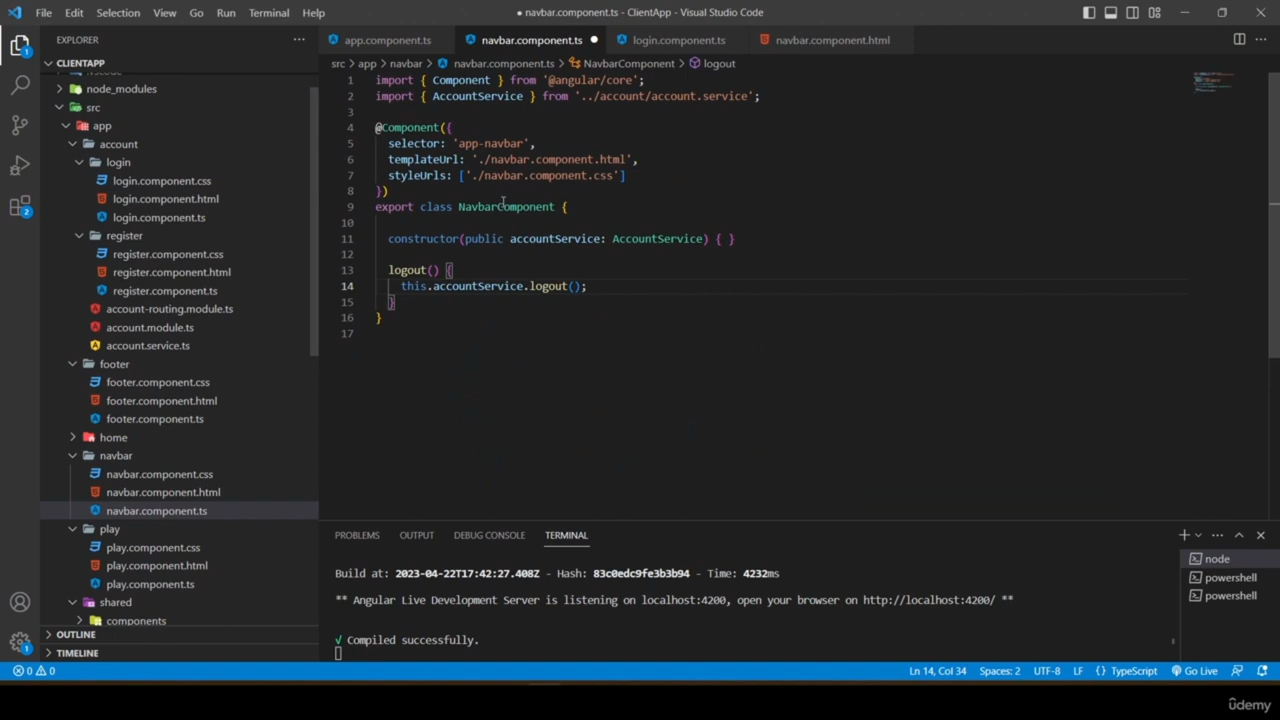 File Edit Selection View Go Run Terminal Help
navbar.component.ts - ClientApp - Visual Studio Code
EXPLORER
CLIENTAPP
node_modules
src
app
account
login
login.component.css
login.component.html
login.component.ts
register
register.component.css
register.component.html
register.component.ts
account-routing.module.ts
account.module.ts
account.service.ts
footer
footer.component.css
footer.component.html
footer.component.ts
home
navbar
navbar.component.css
navbar.component.html
navbar.component.ts
play
play.component.css
play.component.html
play.component.ts
shared
components
OUTLINE
TIMELINE
1
2
1
app.component.ts navbar.component.ts login.component.ts navbar.component.html
src > app > navbar > navbar.component.ts > NavbarComponent > logout
1 import { Component } from '@angular/core';
2 import { AccountService } from '../account/account.service';
3
4 @Component({
5 selector: 'app-navbar',
6 templateUrl: './navbar.component.html',
7 styleUrls: ['./navbar.component.css']
8 })
9 export class NavbarComponent {
10
11 constructor(public accountService: AccountService) { }
12
13 logout() {
14 this.accountService.logout();
15 }
16 }
17
PROBLEMS OUTPUT DEBUG CONSOLE TERMINAL
Build at: 2023-04-22T17:42:27.408Z - Hash: 83c0edc9fe3b3b94 - Time: 4232ms
** Angular Live Development Server is listening on localhost:4200, open your browser on http://localhost:4200/ **
√ Compiled successfully.
node
powershell
powershell
0 0 Ln 14, Col 34 Spaces: 2 UTF-8 LF {} TypeScript Go Live
udemy